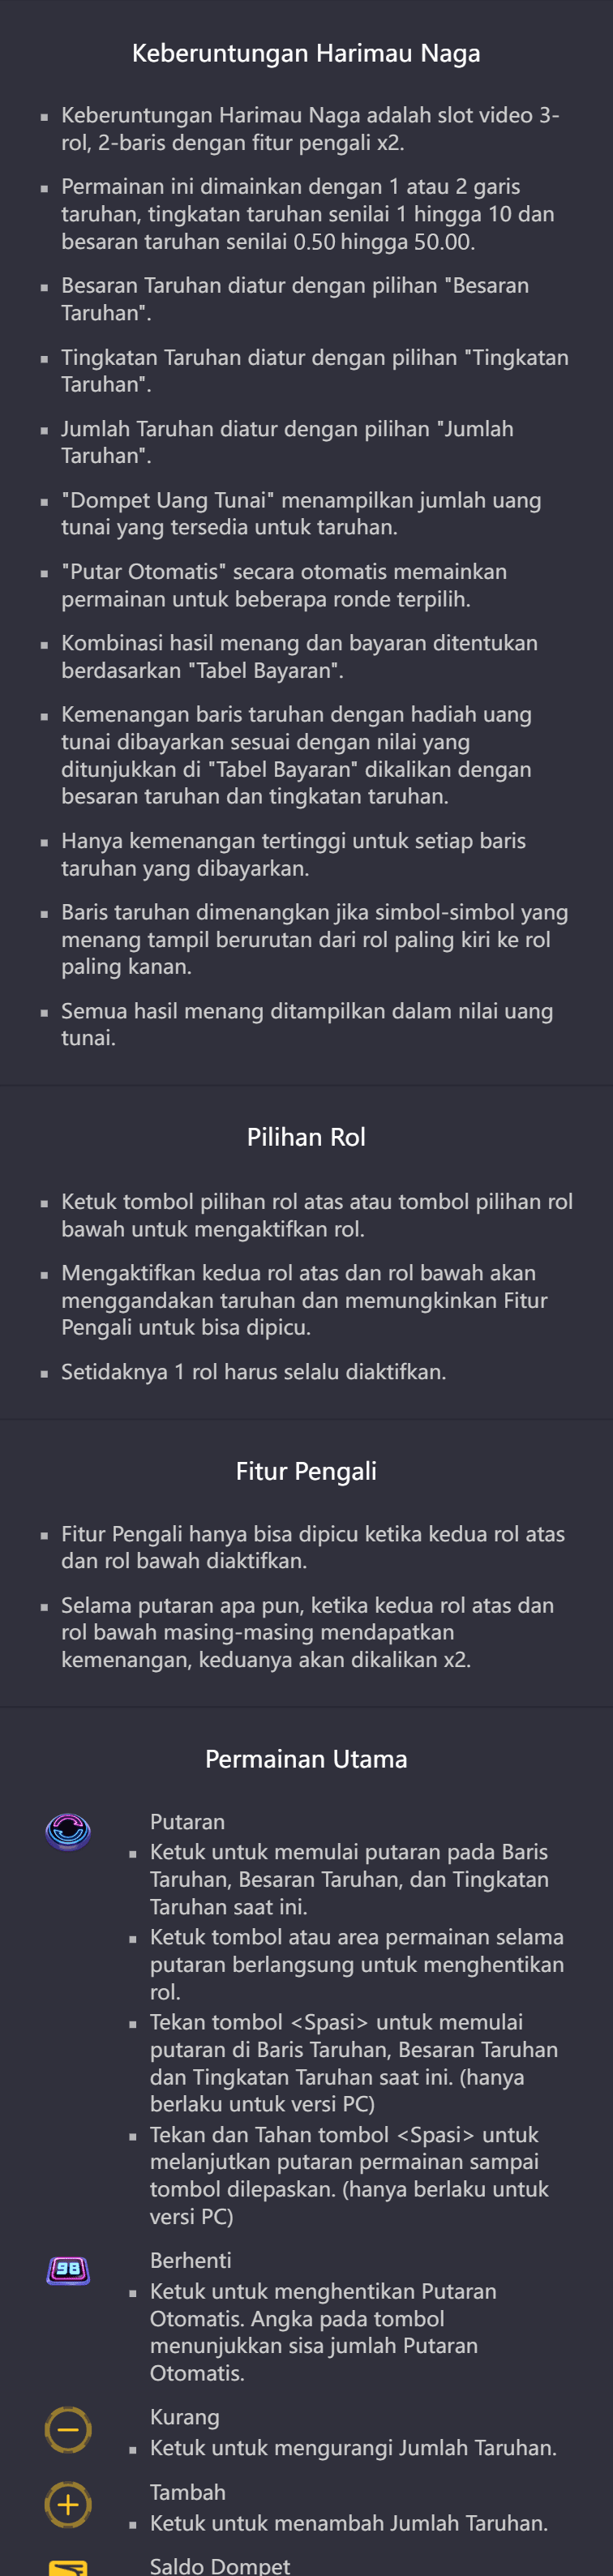 Keberuntungan Harimau Naga
Keberuntungan Harimau Naga adalah slot video 3-
rol, 2-baris dengan fitur pengali x2.
Permainan ini dimainkan dengan 1 atau 2 garis
taruhan, tingkatan taruhan senilai 1 hingga 10 dan
besaran taruhan senilai 0.50 hingga 50.00.
Besaran Taruhan diatur dengan pilihan "Besaran
Taruhan".
Tingkatan Taruhan diatur dengan pilihan "Tingkatan
Taruhan".
Jumlah Taruhan diatur dengan pilihan "Jumlah
Taruhan".
"Dompet Uang Tunai" menampilkan jumlah uang
tunai yang tersedia untuk taruhan.
"Putar Otomatis" secara otomatis memainkan
permainan untuk beberapa ronde terpilih.
Kombinasi hasil menang dan bayaran ditentukan
berdasarkan "Tabel Bayaran".
Kemenangan baris taruhan dengan hadiah uang
tunai dibayarkan sesuai dengan nilai yang
ditunjukkan di "Tabel Bayaran" dikalikan dengan
besaran taruhan dan tingkatan taruhan.
Hanya kemenangan tertinggi untuk setiap baris
taruhan yang dibayarkan.
Baris taruhan dimenangkan jika simbol-simbol yang
menang tampil berurutan dari rol paling kiri ke rol
paling kanan.
Semua hasil menang ditampilkan dalam nilai uang
tunai.
Pilihan Rol
Ketuk tombol pilihan rol atas atau tombol pilihan rol
bawah untuk mengaktifkan rol.
Mengaktifkan kedua rol atas dan rol bawah akan
menggandakan taruhan dan memungkinkan Fitur
Pengali untuk bisa dipicu.
Setidaknya 1 rol harus selalu diaktifkan.
Fitur Pengali
Fitur Pengali hanya bisa dipicu ketika kedua rol atas
dan rol bawah diaktifkan.
Selama putaran apa pun, ketika kedua rol atas dan
rol bawah masing-masing mendapatkan
kemenangan, keduanya akan dikalikan x2.
Permainan Utama
Putaran
Ketuk untuk memulai putaran pada Baris
Taruhan, Besaran Taruhan, dan Tingkatan
Taruhan saat ini.
Ketuk tombol atau area permainan selama
putaran berlangsung untuk menghentikan
rol.
Tekan tombol <Spasi> untuk memulai
putaran di Baris Taruhan, Besaran Taruhan
dan Tingkatan Taruhan saat ini. (hanya
berlaku untuk versi PC)
Tekan dan Tahan tombol <Spasi> untuk
melanjutkan putaran permainan sampai
tombol dilepaskan. (hanya berlaku untuk
versi PC)
98
Berhenti
Ketuk untuk menghentikan Putaran
Otomatis. Angka pada tombol
menunjukkan sisa jumlah Putaran
Otomatis.
Kurang
Ketuk untuk mengurangi Jumlah Taruhan.
Tambah
Ketuk untuk menambah Jumlah Taruhan.
Saldo Dompet